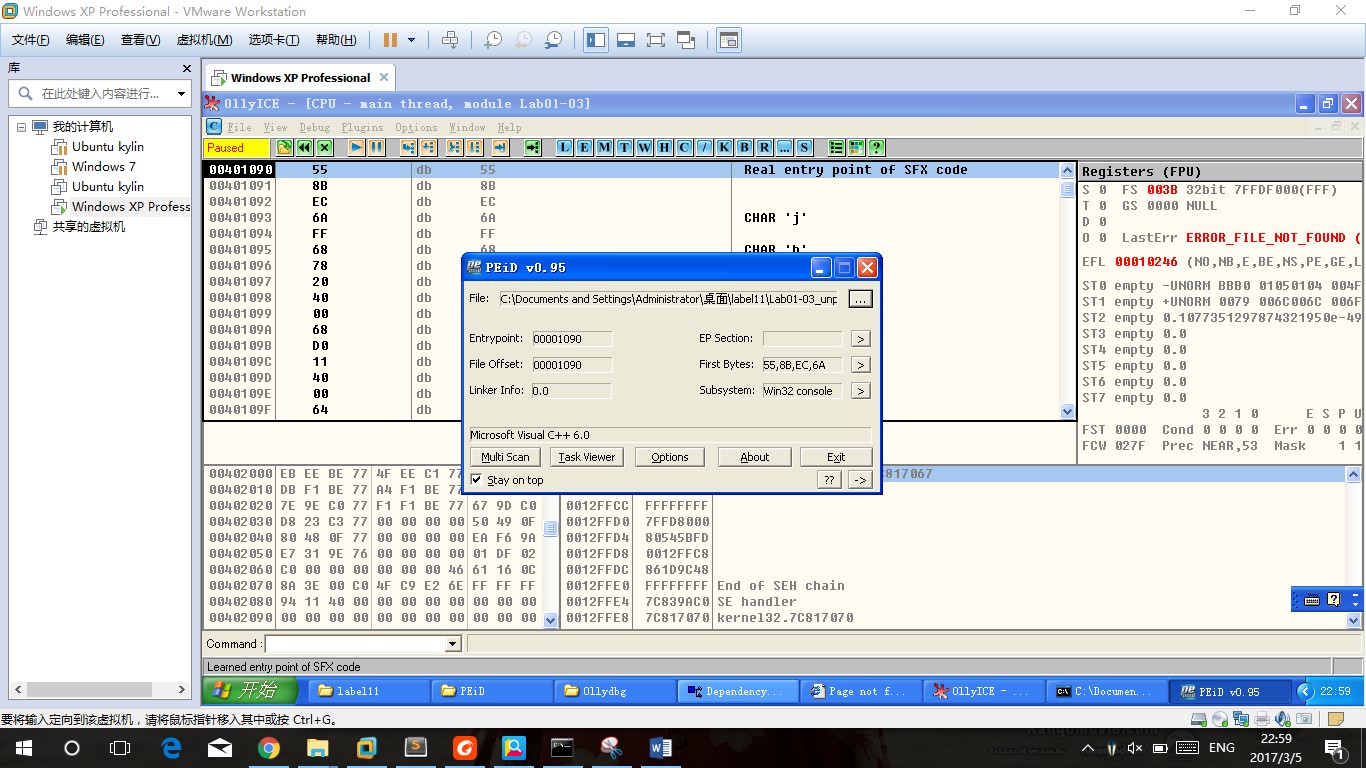 Windows XP Professional - VMware Workstation
文件(F) 编辑(E) 查看(V) 虚拟机(M) 选项卡(T) 帮助(H)
库
在此处键入内容进行...
我的计算机
Ubuntu kylin
Windows 7
Ubuntu kylin
Windows XP Profess
共享的虚拟机
Windows XP Professional
OllyICE - [CPU - main thread, module Lab01-03]
File View Debug Plugins Options Window Help
Paused
L E M T W H C / K B R ... S
00401090 55 db 55 Real entry point of SFX code
00401091 8B db 8B
00401092 EC db EC
00401093 6A db 6A CHAR 'j'
00401094 FF db FF
00401095 68 db 68 CHAR 'h'
00401096 78 db
00401097 20 db
00401098 40 db
00401099 00 db
0040109A 68 db
0040109B D0 db
0040109C 11 db
0040109D 40 db
0040109E 00 db
0040109F 64 db
Registers (FPU)
S 0 FS 003B 32bit 7FFDF000(FFF)
T 0 GS 0000 NULL
D 0
O 0 LastErr ERROR_FILE_NOT_FOUND (
EFL 00010246 (NO,NB,E,BE,NS,PE,GE,L
ST0 empty -UNORM BBB0 01050104 004F
ST1 empty +UNORM 0079 006C006C 006F
ST2 empty 0.1077351297874321950e-49
ST3 empty 0.0
ST4 empty 0.0
ST5 empty 0.0
ST6 empty 0.0
ST7 empty 0.0
3 2 1 0 E S P U
FST 0000 Cond 0 0 0 0 Err 0 0 0 0
FCW 027F Prec NEAR,53 Mask 1 1
PEiD v0.95
File: C:\Documents and Settings\Administrator\桌面\label11\Lab01-03_unp ...
Entrypoint: 00001090 EP Section: >
File Offset: 00001090 First Bytes: 55,8B,EC,6A >
Linker Info: 0.0 Subsystem: Win32 console >
Microsoft Visual C++ 6.0
Multi Scan Task Viewer Options About Exit
Stay on top ?? ->
00402000 EB EE BE 77 4F EE C1 77
00402010 DB F1 BE 77 A4 F1 BE 77
00402020 7E 9E C0 77 F1 F1 BE 77 67 9D C0
00402030 D8 23 C3 77 00 00 00 00 50 49 0F
00402040 80 48 0F 77 00 00 00 00 EA F6 9A
00402050 E7 31 9E 76 00 00 00 00 01 DF 02
00402060 C0 00 00 00 00 00 00 46 61 16 0C
00402070 8A 3E 00 C0 4F C9 E2 6E FF FF FF
00402080 94 11 40 00 00 00 00 00 00 00 00
00402090 00 00 00 00 00 00 00 00 00 00 00
C817067
0012FFCC FFFFFFFF
0012FFD0 7FFD8000
0012FFD4 80545BFD
0012FFD8 0012FFC8
0012FFDC 861D9C48
0012FFE0 FFFFFFFF End of SEH chain
0012FFE4 7C839AC0 SE handler
0012FFE8 7C817070 kernel32.7C817070
Command :
Learned entry point of SFX code
开始 label11 PEiD Ollydbg Dependency... Page not f... OllyICE - ... C:\Documen... PEiD v0.95 22:59
要将输入定向到该虚拟机，请将鼠标指针移入其中或按 Ctrl+G。
ENG
22:59
2017/3/5